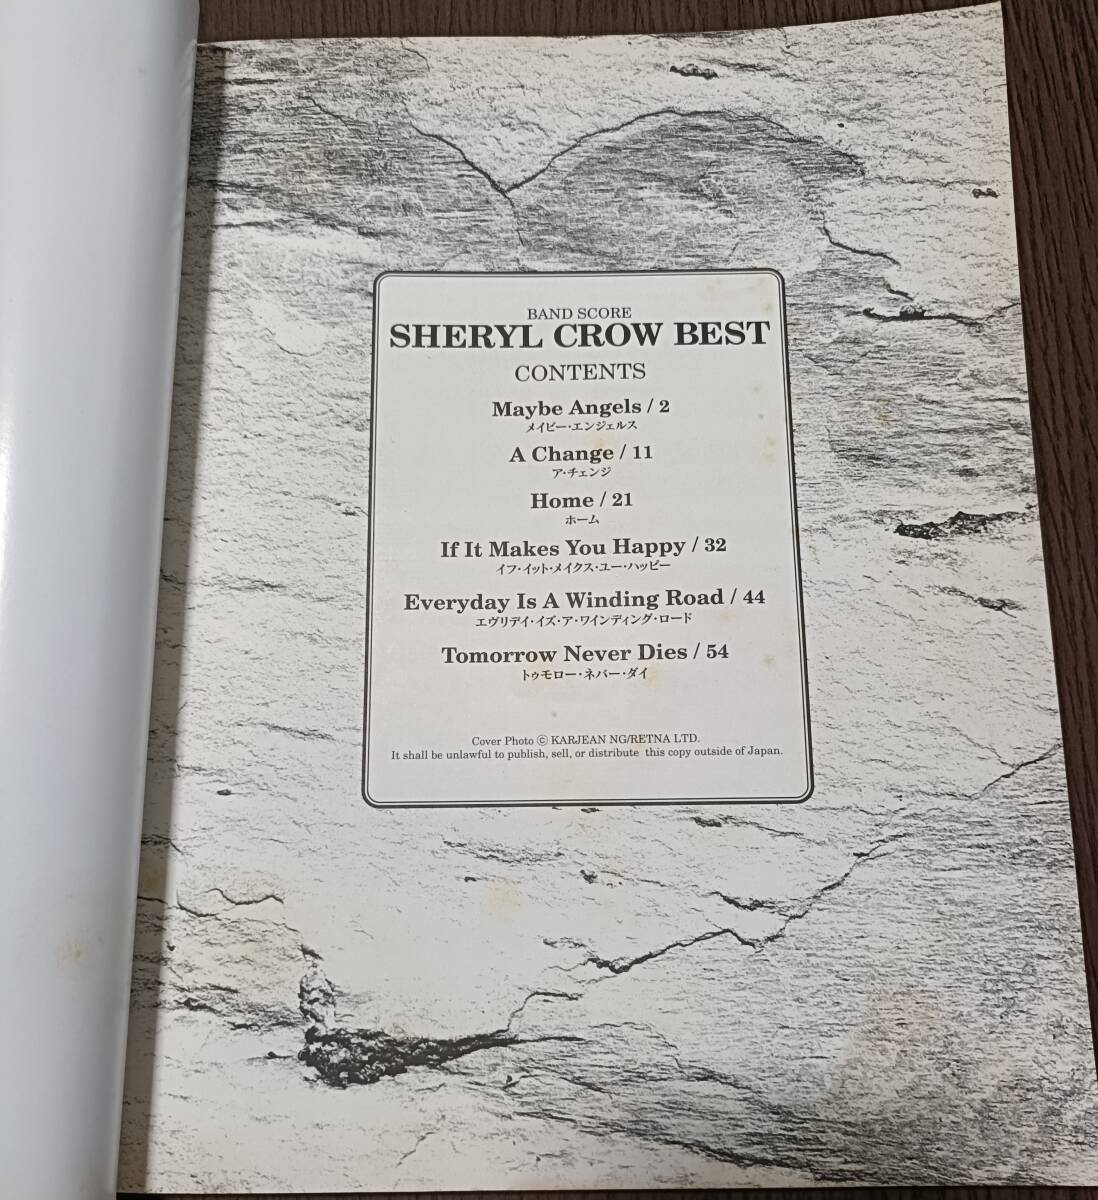 BAND SCORE
SHERYL CROW BEST
CONTENTS
Maybe Angels / 2
メイビー・エンジェルス
A Change / 11
ア・チェンジ
Home / 21
ホーム
If It Makes You Happy / 32
イフ・イット・メイクス・ユー・ハッピー
Everyday Is A Winding Road / 44
エヴリデイ・イズ・ア・ワインディング・ロード
Tomorrow Never Dies / 54
トゥモロー・ネバー・ダイ
Cover Photo © KARJEAN NG/RETNA LTD.
It shall be unlawful to publish, sell, or distribute this copy outside of Japan.